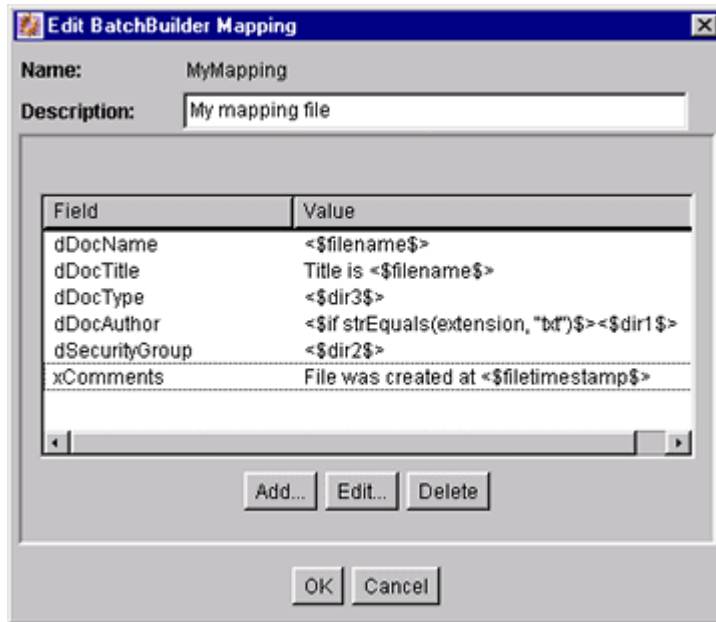 Edit BatchBuilder Mapping
Name: MyMapping
Description: My mapping file
Field Value
dDocName <$filename$>
dDocTitle Title is <$filename$>
dDocType <$dir3$>
dDocAuthor <$if strEquals(extension, "txt")$><$dir1$>
dSecurityGroup <$dir2$>
xComments File was created at <$filetimestamp$>
Add... Edit... Delete
OK Cancel